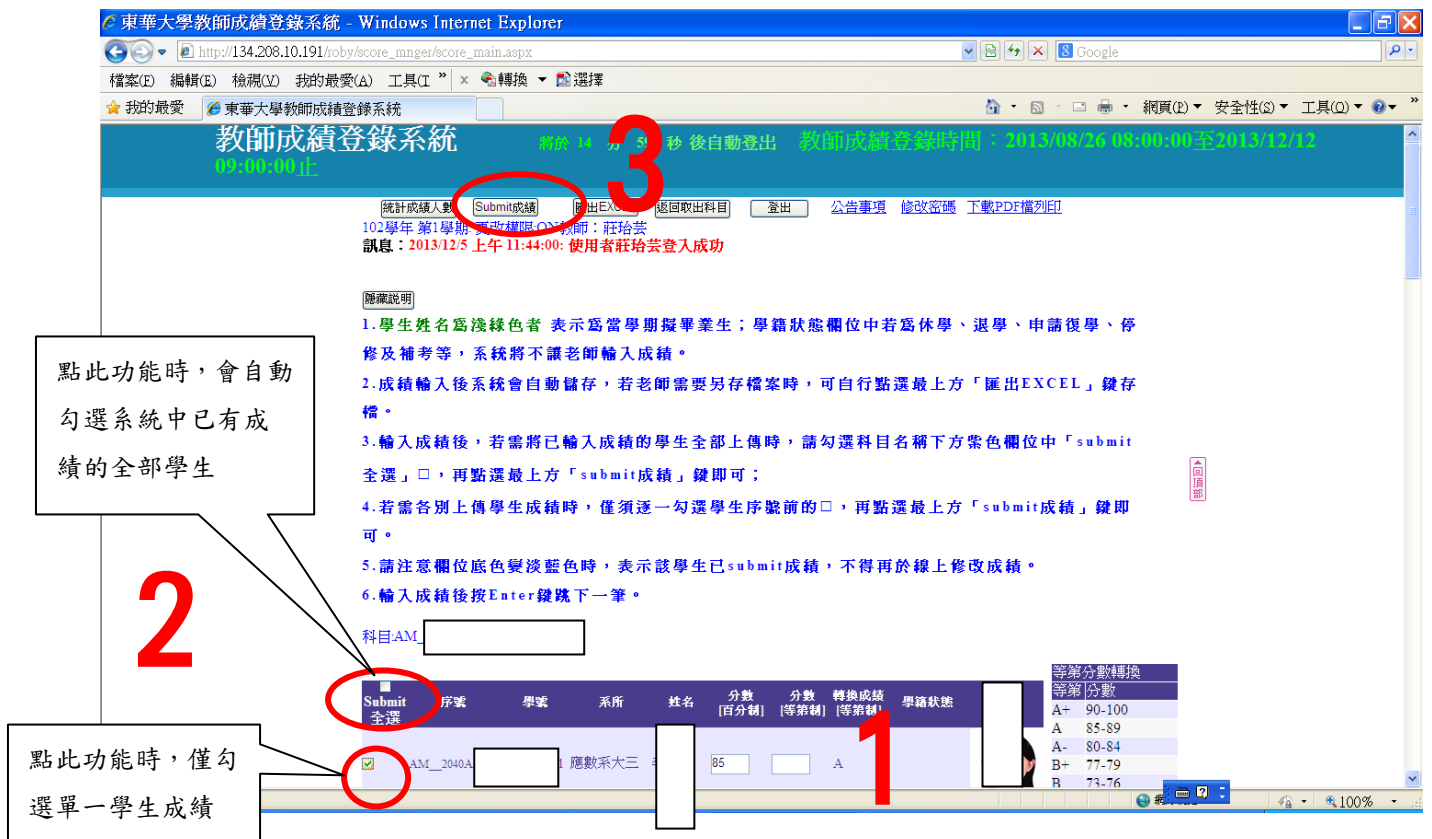 東華大學教師成績登錄系統 - Windows Internet Explorer
http://134.208.10.191/roby/score_mnger/score_main.aspx
Google
檔案(F) 編輯(E) 檢視(V) 我的最愛(A) 工具(T » × 轉換 ▼ 選擇
我的最愛 東華大學教師成績登錄系統
網頁(P) ▼ 安全性(S) ▼ 工具(O) ▼ »
教師成績登錄系統 將於 14 分 秒 後自動登出 教師成績登錄時間：2013/08/26 08:00:00至2013/12/12
09:00:00止
3
統計成績人數 Submit成績 匯出EXCEL 返回取出科目 登出 公告事項 修改密碼 下載PDF檔列印
102學年 第1學期: 更改權限:ON教師：莊珆芸
訊息：2013/12/5 上午 11:44:00: 使用者莊珆芸登入成功
隱藏說明
1.學生姓名為淺綠色者 表示為當學期擬畢業生；學籍狀態欄位中若為休學、退學、申請復學、停
修及補考等，系統將不讓老師輸入成績。
2.成績輸入後系統會自動儲存，若老師需要另存檔案時，可自行點選最上方「匯出EXCEL」鍵存
檔。
3.輸入成績後，若需將已輸入成績的學生全部上傳時，請勾選科目名稱下方紫色欄位中「submit
全選」□，再點選最上方「submit成績」鍵即可；
4.若需各別上傳學生成績時，僅須逐一勾選學生序號前的□，再點選最上方「submit成績」鍵即
可。
5.請注意欄位底色變淡藍色時，表示該學生已submit成績，不得再於線上修改成績。
6.輸入成績後按Enter鍵跳下一筆。
回頂部
點此功能時，會自動
勾選系統中已有成
績的全部學生
2
科目:AM_
Submit
全選
序號 學號 系所 姓名 分數 [百分制] 分數 [等第制] 轉換成績 [等第制] 學籍狀態
AM__2040A 1 應數系大三 85 A
1
等第分數轉換
等第 分數
A+ 90-100
A 85-89
A- 80-84
B+ 77-79
B 73-76
點此功能時，僅勾
選單一學生成績
100%